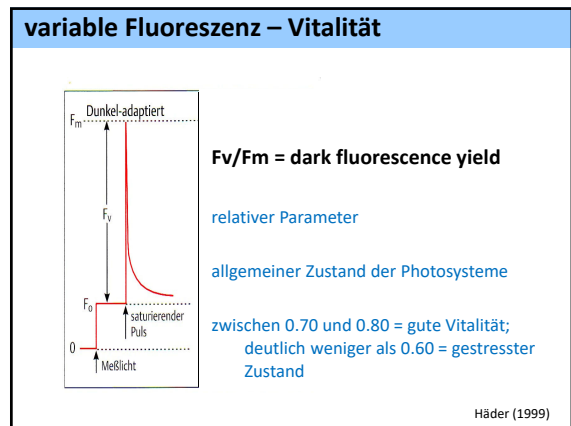 variable Fluoreszenz – Vitalität
Dunkel-adaptiert
Fm
Fv
Fo
saturierender
Puls
0
Meßlicht
Fv/Fm = dark fluorescence yield
relativer Parameter
allgemeiner Zustand der Photosysteme
zwischen 0.70 und 0.80 = gute Vitalität;
deutlich weniger als 0.60 = gestresster
Zustand
Häder (1999)